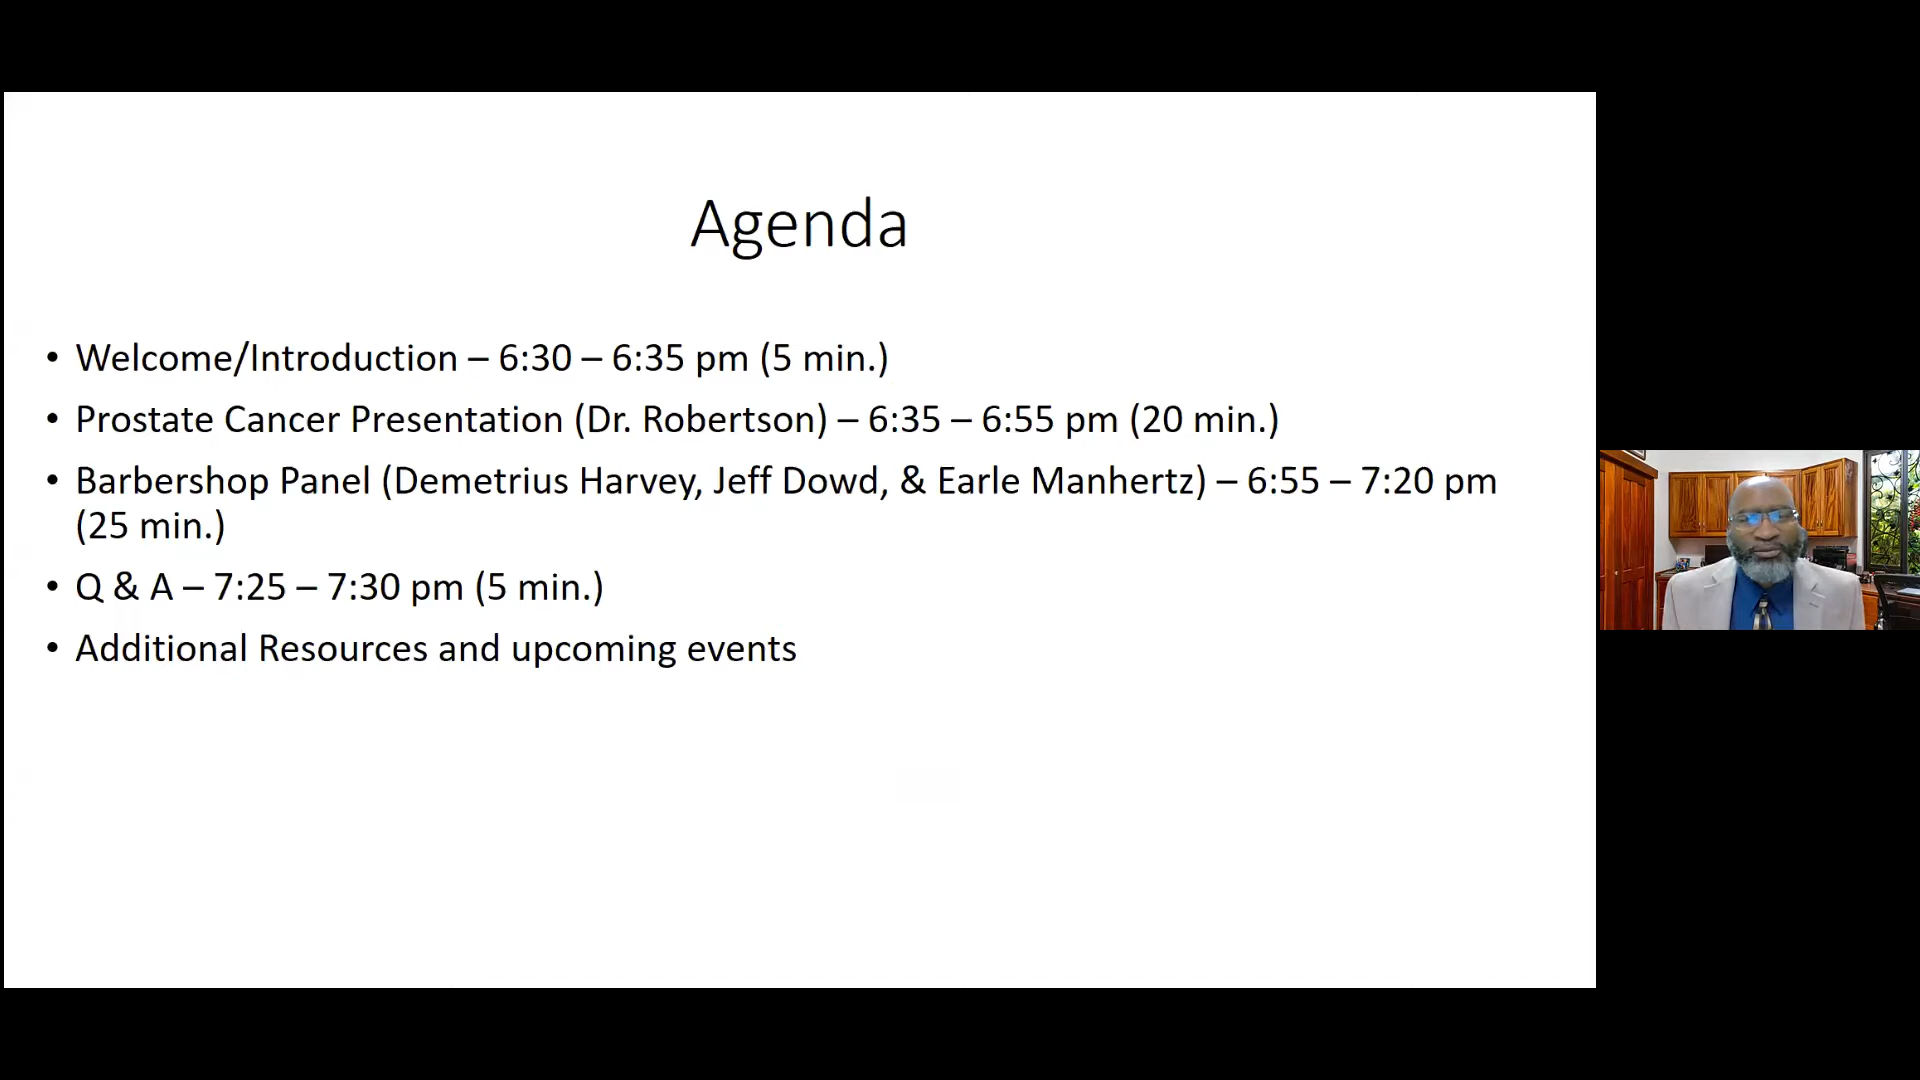 Agenda
• Welcome/Introduction – 6:30 – 6:35 pm (5 min.)
• Prostate Cancer Presentation (Dr. Robertson) – 6:35 – 6:55 pm (20 min.)
• Barbershop Panel (Demetrius Harvey, Jeff Dowd, & Earle Manhertz) – 6:55 – 7:20 pm
(25 min.)
• Q & A – 7:25 – 7:30 pm (5 min.)
• Additional Resources and upcoming events